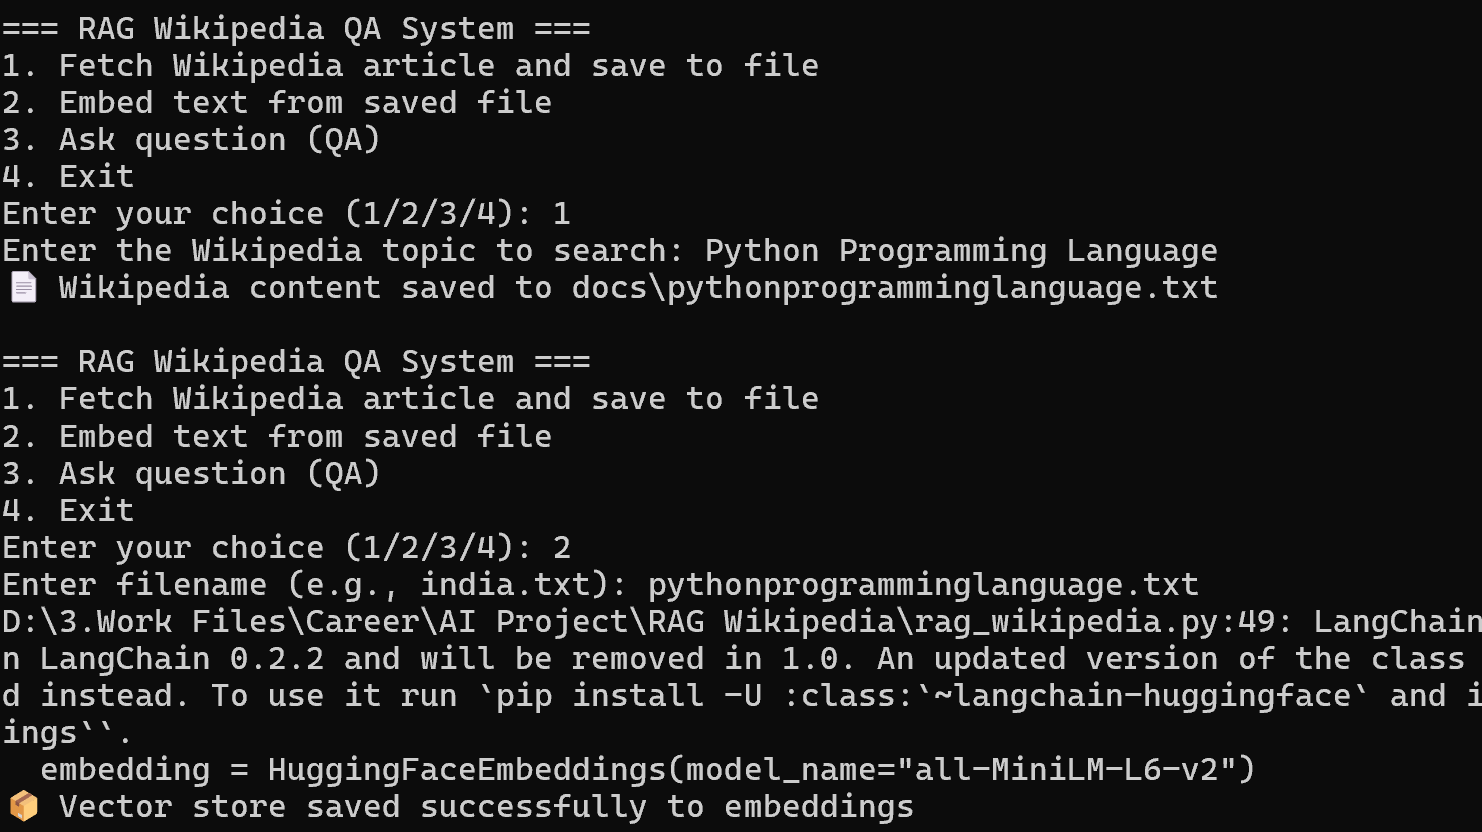 === RAG Wikipedia QA System ===
1. Fetch Wikipedia article and save to file
2. Embed text from saved file
3. Ask question (QA)
4. Exit
Enter your choice (1/2/3/4): 1
Enter the Wikipedia topic to search: Python Programming Language
📄 Wikipedia content saved to docs\pythonprogramminglanguage.txt

=== RAG Wikipedia QA System ===
1. Fetch Wikipedia article and save to file
2. Embed text from saved file
3. Ask question (QA)
4. Exit
Enter your choice (1/2/3/4): 2
Enter filename (e.g., india.txt): pythonprogramminglanguage.txt
D:\3.Work Files\Career\AI Project\RAG Wikipedia\rag_wikipedia.py:49: LangChain
n LangChain 0.2.2 and will be removed in 1.0. An updated version of the class
d instead. To use it run `pip install -U :class:`~langchain-huggingface` and i
ings``.
  embedding = HuggingFaceEmbeddings(model_name="all-MiniLM-L6-v2")
📦 Vector store saved successfully to embeddings